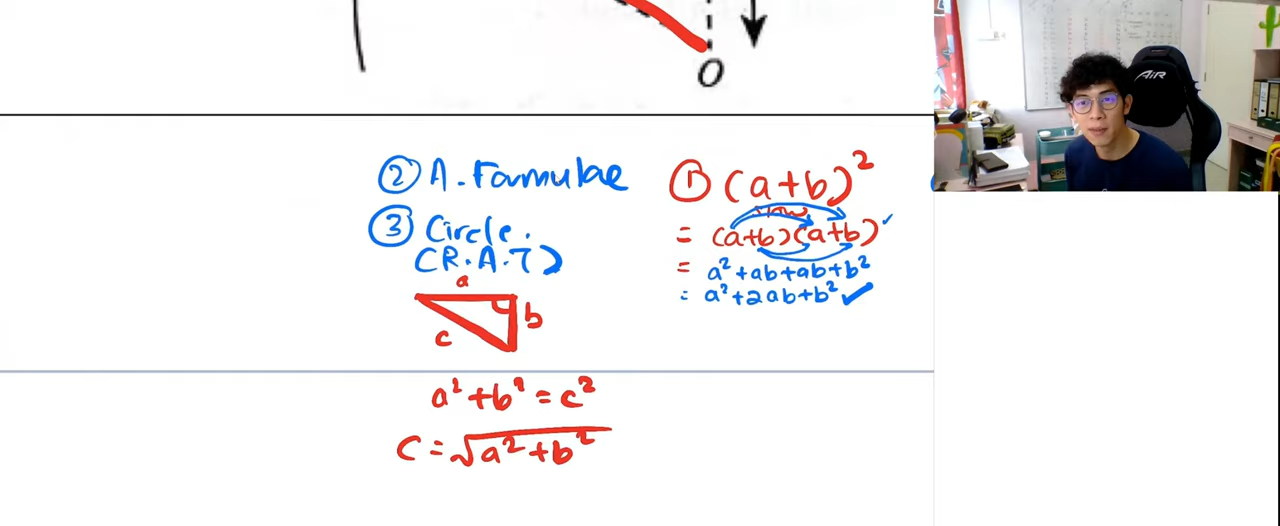 O
② A. Formulae
③ Circle.
(R.A.T)
a
b
c
a² + b² = c²
c = √a² + b²
① (a+b)²
= (a+b)(a+b)
= a² + ab + ab + b²
= a² + 2ab + b²
AIR